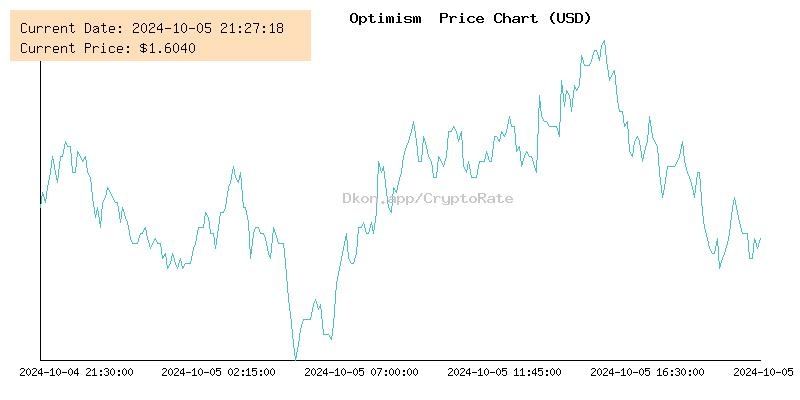 Optimism Price Chart (USD)
Current Date: 2024-10-05 21:27:18
Current Price: $1.6040
Dkon.app/CryptoRate
2024-10-04 21:30:00 2024-10-05 02:15:00 2024-10-05 07:00:00 2024-10-05 11:45:00 2024-10-05 16:30:00 2024-10-05